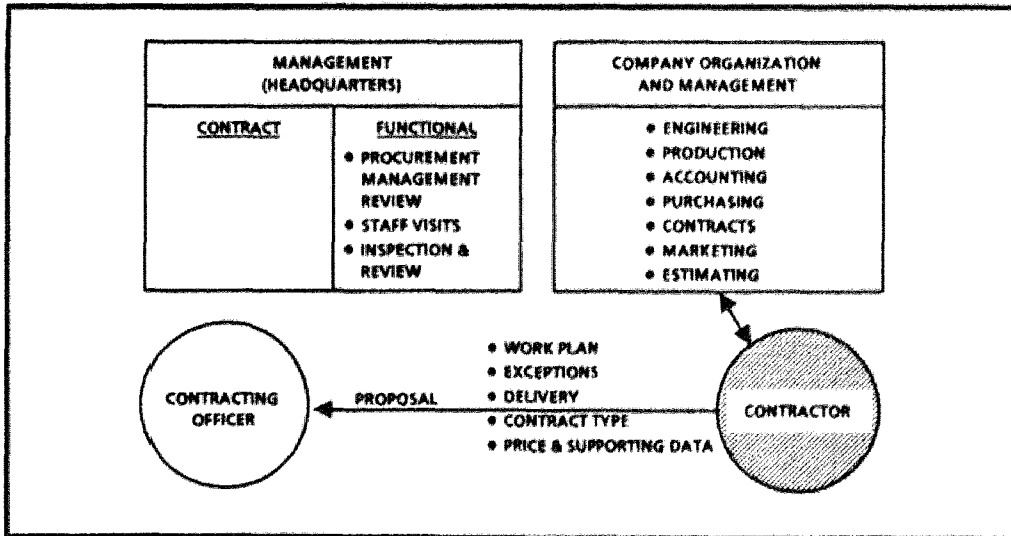 MANAGEMENT
(HEADQUARTERS)
CONTRACT
FUNCTIONAL
● PROCUREMENT
MANAGEMENT
REVIEW
● STAFF VISITS
● INSPECTION &
REVIEW
COMPANY ORGANIZATION
AND MANAGEMENT
● ENGINEERING
● PRODUCTION
● ACCOUNTING
● PURCHASING
● CONTRACTS
● MARKETING
● ESTIMATING
CONTRACTING
OFFICER
PROPOSAL
● WORK PLAN
● EXCEPTIONS
● DELIVERY
● CONTRACT TYPE
● PRICE & SUPPORTING DATA
CONTRACTOR